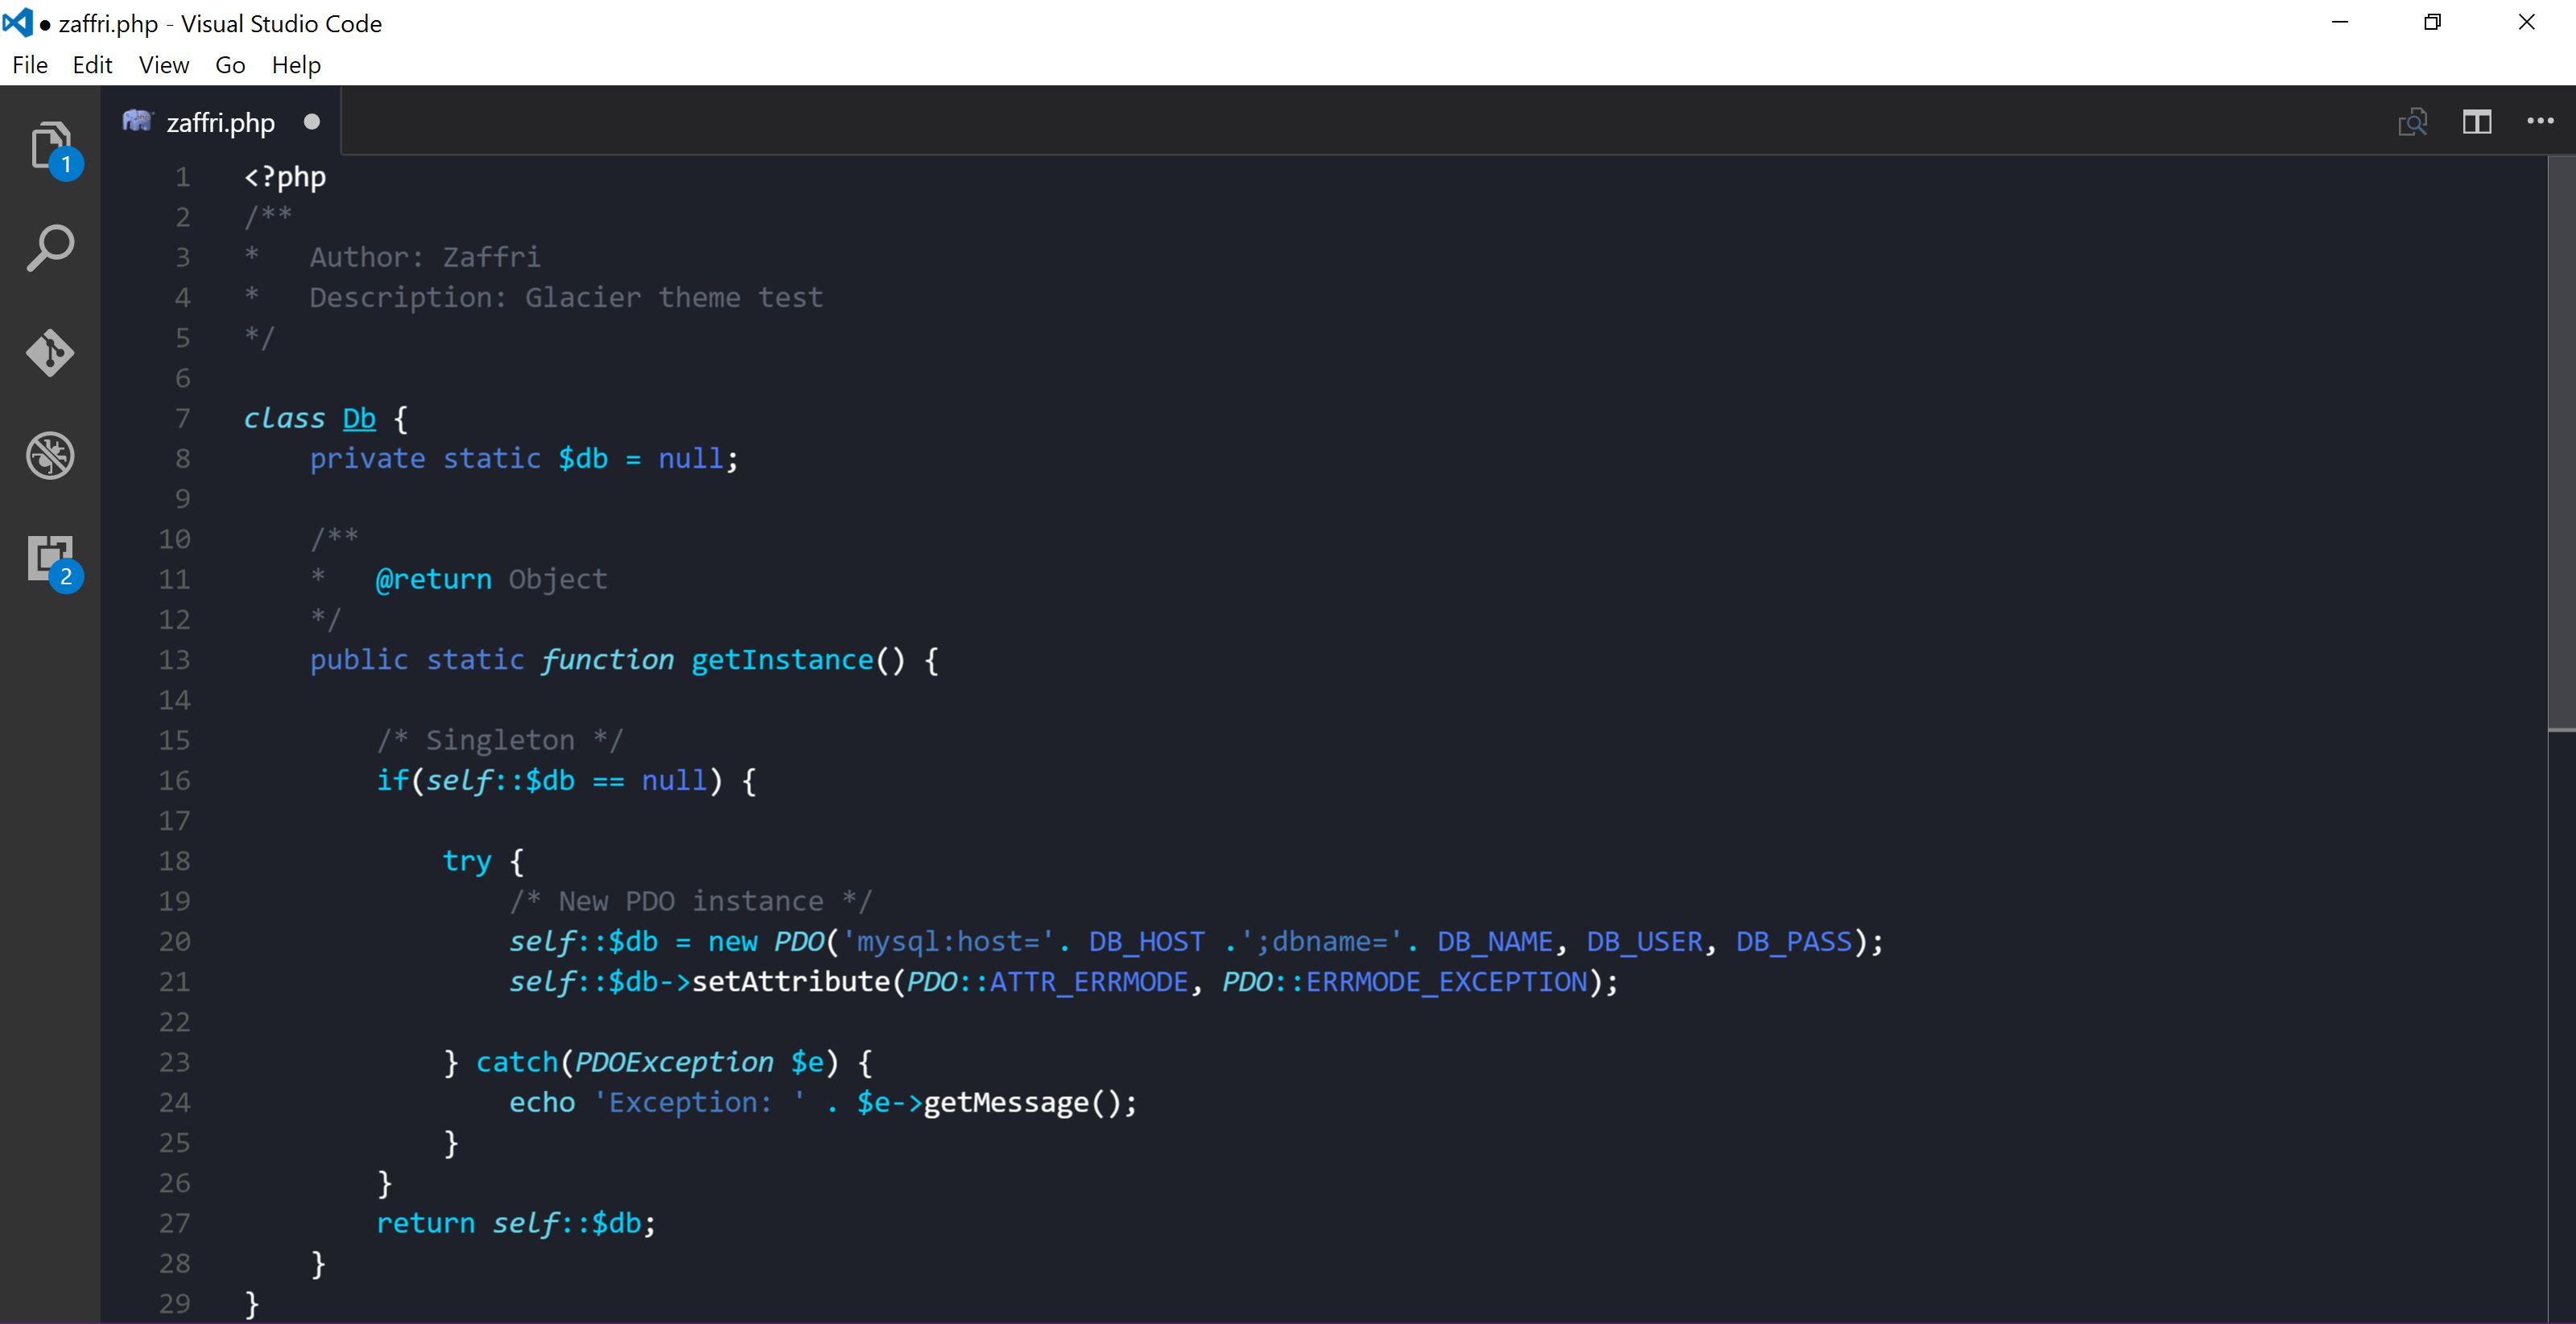 zaffri.php - Visual Studio Code
File Edit View Go Help
1
zaffri.php
1 <?php
2 /**
3 *   Author: Zaffri
4 *   Description: Glacier theme test
5 */
6
7 class Db {
8     private static $db = null;
9
10     /**
11     *   @return Object
12     */
13     public static function getInstance() {
14
15         /* Singleton */
16         if(self::$db == null) {
17
18             try {
19                 /* New PDO instance */
20                 self::$db = new PDO('mysql:host='. DB_HOST .';dbname='. DB_NAME, DB_USER, DB_PASS);
21                 self::$db->setAttribute(PDO::ATTR_ERRMODE, PDO::ERRMODE_EXCEPTION);
22
23             } catch(PDOException $e) {
24                 echo 'Exception: ' . $e->getMessage();
25             }
26         }
27         return self::$db;
28     }
29 }
2